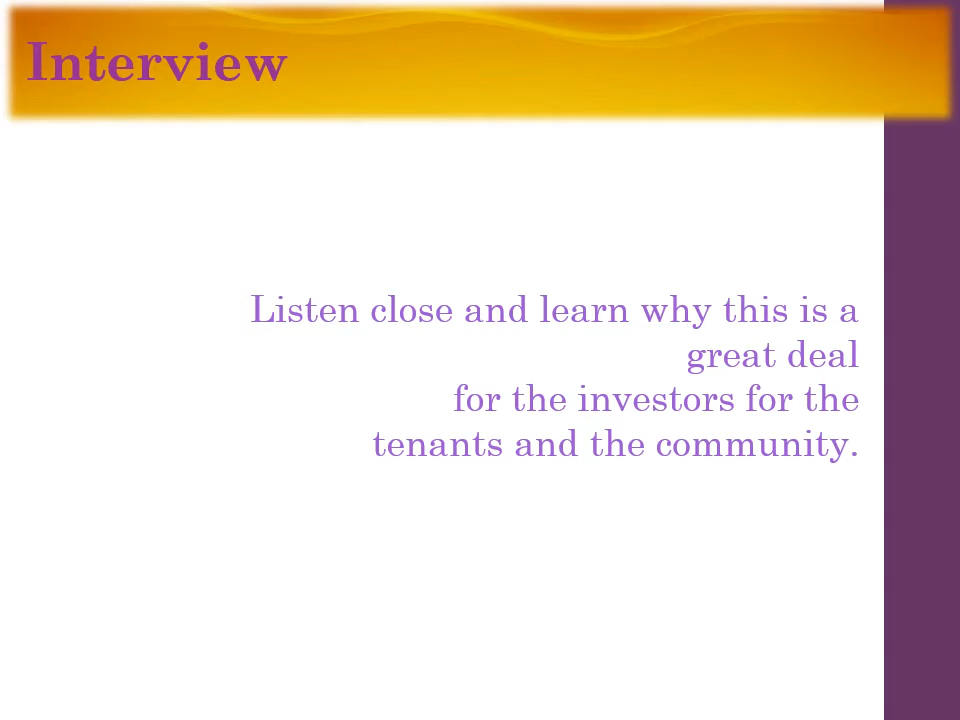 Interview
Listen close and learn why this is a
great deal
for the investors for the
tenants and the community.